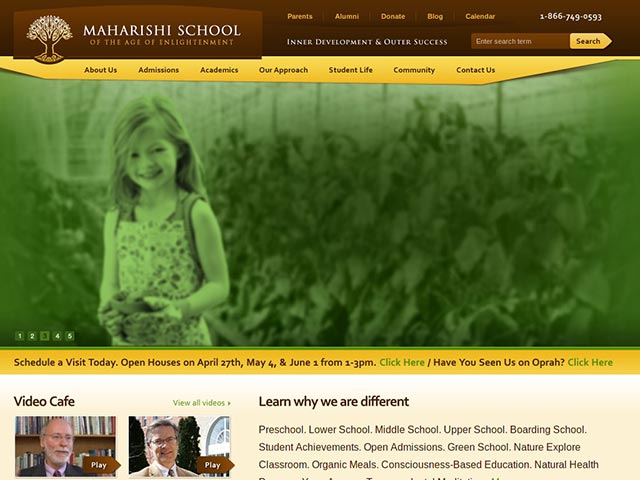 Parents Alumni Donate Blog Calendar 1-866-749-0593
MAHARISHI SCHOOL
OF THE AGE OF ENLIGHTENMENT
INNER DEVELOPMENT & OUTER SUCCESS
Enter search term Search
About Us Admissions Academics Our Approach Student Life Community Contact Us
1 2 3 4 5
Schedule a Visit Today. Open Houses on April 27th, May 4, & June 1 from 1-3pm. Click Here / Have You Seen Us on Oprah? Click Here
Video Cafe View all videos
Play Play
Learn why we are different
Preschool. Lower School. Middle School. Upper School. Boarding School.
Student Achievements. Open Admissions. Green School. Nature Explore
Classroom. Organic Meals. Consciousness-Based Education. Natural Health